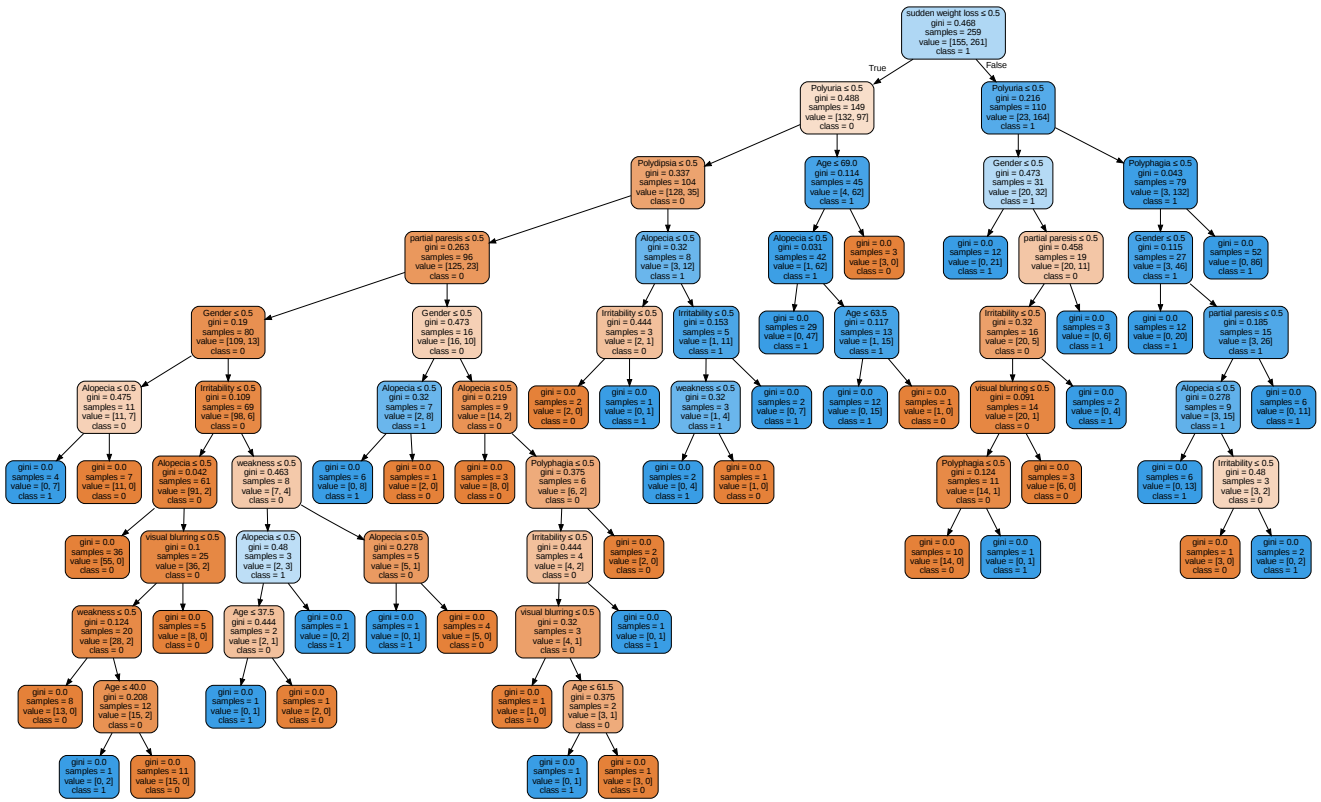 sudden weight loss ≤ 0.5
gini = 0.468
samples = 259
value = [155, 261]
class = 1
True
False
Polyuria ≤ 0.5
gini = 0.488
samples = 149
value = [132, 97]
class = 0
Polyuria ≤ 0.5
gini = 0.216
samples = 110
value = [23, 164]
class = 1
Polydipsia ≤ 0.5
gini = 0.337
samples = 104
value = [128, 35]
class = 0
Age ≤ 69.0
gini = 0.114
samples = 45
value = [4, 62]
class = 1
Gender ≤ 0.5
gini = 0.473
samples = 31
value = [20, 32]
class = 1
Polyphagia ≤ 0.5
gini = 0.043
samples = 79
value = [3, 132]
class = 1
partial paresis ≤ 0.5
gini = 0.263
samples = 96
value = [125, 23]
class = 0
Alopecia ≤ 0.5
gini = 0.32
samples = 8
value = [3, 12]
class = 1
Alopecia ≤ 0.5
gini = 0.031
samples = 42
value = [1, 62]
class = 1
gini = 0.0
samples = 3
value = [3, 0]
class = 0
gini = 0.0
samples = 12
value = [0, 21]
class = 1
partial paresis ≤ 0.5
gini = 0.458
samples = 19
value = [20, 11]
class = 0
Gender ≤ 0.5
gini = 0.115
samples = 27
value = [3, 46]
class = 1
gini = 0.0
samples = 52
value = [0, 86]
class = 1
Gender ≤ 0.5
gini = 0.19
samples = 80
value = [109, 13]
class = 0
Gender ≤ 0.5
gini = 0.473
samples = 16
value = [16, 10]
class = 0
Irritability ≤ 0.5
gini = 0.444
samples = 3
value = [2, 1]
class = 0
Irritability ≤ 0.5
gini = 0.153
samples = 5
value = [1, 11]
class = 1
gini = 0.0
samples = 29
value = [0, 47]
class = 1
Age ≤ 63.5
gini = 0.117
samples = 13
value = [1, 15]
class = 1
Irritability ≤ 0.5
gini = 0.32
samples = 16
value = [20, 5]
class = 0
gini = 0.0
samples = 3
value = [0, 6]
class = 1
gini = 0.0
samples = 12
value = [0, 20]
class = 1
partial paresis ≤ 0.5
gini = 0.185
samples = 15
value = [3, 26]
class = 1
Alopecia ≤ 0.5
gini = 0.475
samples = 11
value = [11, 7]
class = 0
Irritability ≤ 0.5
gini = 0.109
samples = 69
value = [98, 6]
class = 0
Alopecia ≤ 0.5
gini = 0.32
samples = 7
value = [2, 8]
class = 1
Alopecia ≤ 0.5
gini = 0.219
samples = 9
value = [14, 2]
class = 0
gini = 0.0
samples = 2
value = [2, 0]
class = 0
gini = 0.0
samples = 1
value = [0, 1]
class = 1
weakness ≤ 0.5
gini = 0.32
samples = 3
value = [1, 4]
class = 1
gini = 0.0
samples = 2
value = [0, 7]
class = 1
gini = 0.0
samples = 12
value = [0, 15]
class = 1
gini = 0.0
samples = 1
value = [1, 0]
class = 0
visual blurring ≤ 0.5
gini = 0.091
samples = 14
value = [20, 1]
class = 0
gini = 0.0
samples = 2
value = [0, 4]
class = 1
Alopecia ≤ 0.5
gini = 0.278
samples = 9
value = [3, 15]
class = 1
gini = 0.0
samples = 6
value = [0, 11]
class = 1
gini = 0.0
samples = 4
value = [0, 7]
class = 1
gini = 0.0
samples = 7
value = [11, 0]
class = 0
Alopecia ≤ 0.5
gini = 0.042
samples = 61
value = [91, 2]
class = 0
weakness ≤ 0.5
gini = 0.463
samples = 8
value = [7, 4]
class = 0
gini = 0.0
samples = 6
value = [0, 8]
class = 1
gini = 0.0
samples = 1
value = [2, 0]
class = 0
gini = 0.0
samples = 3
value = [8, 0]
class = 0
Polyphagia ≤ 0.5
gini = 0.375
samples = 6
value = [6, 2]
class = 0
gini = 0.0
samples = 2
value = [0, 4]
class = 1
gini = 0.0
samples = 1
value = [1, 0]
class = 0
Polyphagia ≤ 0.5
gini = 0.124
samples = 11
value = [14, 1]
class = 0
gini = 0.0
samples = 3
value = [6, 0]
class = 0
gini = 0.0
samples = 6
value = [0, 13]
class = 1
Irritability ≤ 0.5
gini = 0.48
samples = 3
value = [3, 2]
class = 0
gini = 0.0
samples = 36
value = [55, 0]
class = 0
visual blurring ≤ 0.5
gini = 0.1
samples = 25
value = [36, 2]
class = 0
Alopecia ≤ 0.5
gini = 0.48
samples = 3
value = [2, 3]
class = 1
Alopecia ≤ 0.5
gini = 0.278
samples = 5
value = [5, 1]
class = 0
Irritability ≤ 0.5
gini = 0.444
samples = 4
value = [4, 2]
class = 0
gini = 0.0
samples = 2
value = [2, 0]
class = 0
gini = 0.0
samples = 10
value = [14, 0]
class = 0
gini = 0.0
samples = 1
value = [0, 1]
class = 1
gini = 0.0
samples = 1
value = [3, 0]
class = 0
gini = 0.0
samples = 2
value = [0, 2]
class = 1
weakness ≤ 0.5
gini = 0.124
samples = 20
value = [28, 2]
class = 0
gini = 0.0
samples = 5
value = [8, 0]
class = 0
Age ≤ 37.5
gini = 0.444
samples = 2
value = [2, 1]
class = 0
gini = 0.0
samples = 1
value = [0, 2]
class = 1
gini = 0.0
samples = 1
value = [0, 1]
class = 1
gini = 0.0
samples = 4
value = [5, 0]
class = 0
visual blurring ≤ 0.5
gini = 0.32
samples = 3
value = [4, 1]
class = 0
gini = 0.0
samples = 1
value = [0, 1]
class = 1
gini = 0.0
samples = 8
value = [13, 0]
class = 0
Age ≤ 40.0
gini = 0.208
samples = 12
value = [15, 2]
class = 0
gini = 0.0
samples = 1
value = [0, 1]
class = 1
gini = 0.0
samples = 1
value = [2, 0]
class = 0
gini = 0.0
samples = 1
value = [1, 0]
class = 0
Age ≤ 61.5
gini = 0.375
samples = 2
value = [3, 1]
class = 0
gini = 0.0
samples = 1
value = [0, 2]
class = 1
gini = 0.0
samples = 11
value = [15, 0]
class = 0
gini = 0.0
samples = 1
value = [0, 1]
class = 1
gini = 0.0
samples = 1
value = [3, 0]
class = 0